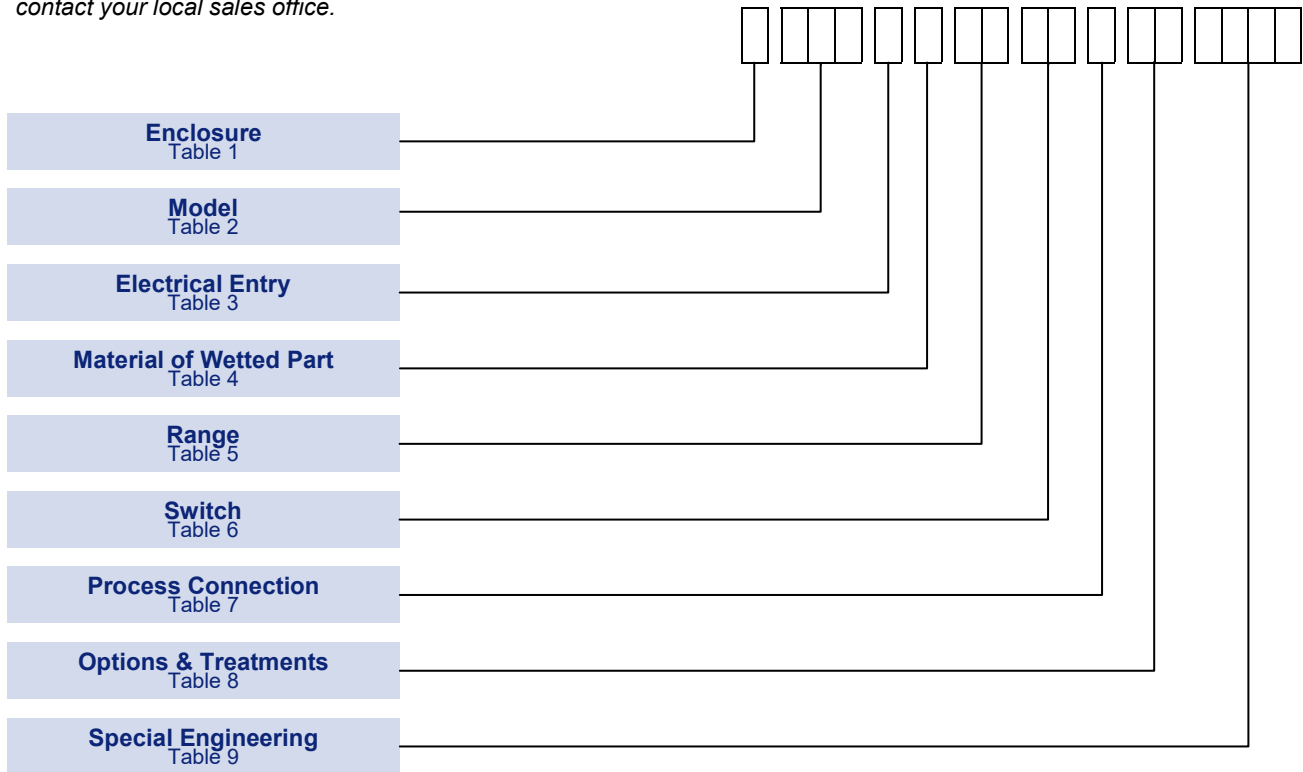 contact your local sales office.
Enclosure
Table 1
Model
Table 2
Electrical Entry
Table 3
Material of Wetted Part
Table 4
Range
Table 5
Switch
Table 6
Process Connection
Table 7
Options & Treatments
Table 8
Special Engineering
Table 9